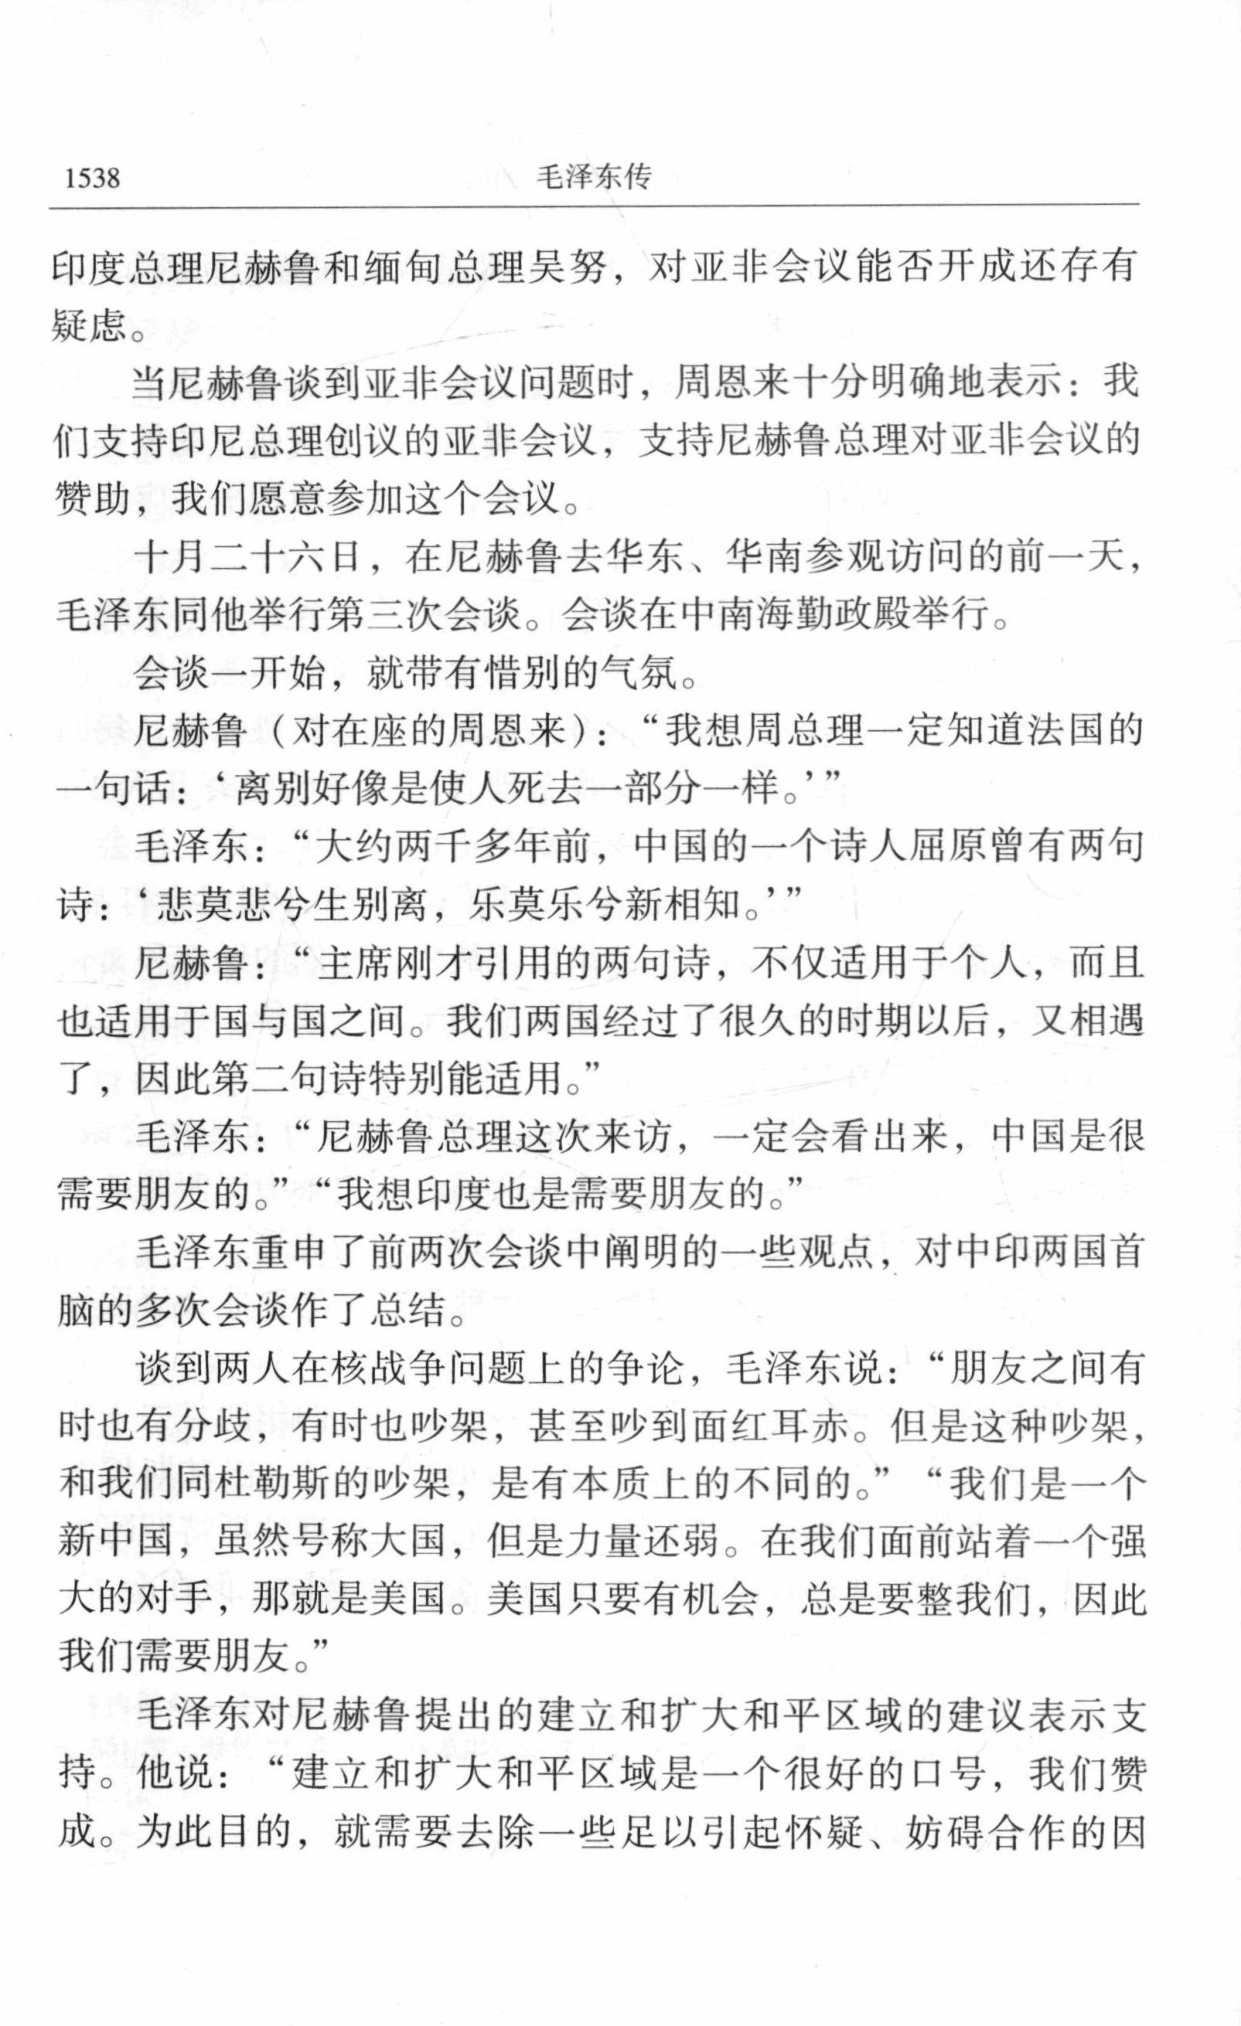 1538
毛泽东传
印度总理尼赫鲁和缅甸总理吴努，对亚非会议能否开成还存有
疑虑。
当尼赫鲁谈到亚非会议问题时，周恩来十分明确地表示：我
们支持印尼总理创议的亚非会议，支持尼赫鲁总理对亚非会议的
赞助，我们愿意参加这个会议。
十月二十六日，在尼赫鲁去华东、华南参观访问的前一天，
毛泽东同他举行第三次会谈。会谈在中南海勤政殿举行。
会谈一开始，就带有惜别的气氛。
尼赫鲁（对在座的周恩来）：“我想周总理一定知道法国的
一句话：‘离别好像是使人死去一部分一样。’”
毛泽东：“大约两千多年前，中国的一个诗人屈原曾有两句
诗：‘悲莫悲兮生别离，乐莫乐兮新相知。’”
尼赫鲁：“主席刚才引用的两句诗，不仅适用于个人，而且
也适用于国与国之间。我们两国经过了很久的时期以后，又相遇
了，因此第二句诗特别能适用。”
毛泽东：“尼赫鲁总理这次来访，一定会看出来，中国是很
需要朋友的。”“我想印度也是需要朋友的。”
毛泽东重申了前两次会谈中阐明的一些观点，对中印两国首
脑的多次会谈作了总结。
谈到两人在核战争问题上的争论，毛泽东说：“朋友之间有
时也有分歧，有时也吵架，甚至吵到面红耳赤。但是这种吵架，
和我们同杜勒斯的吵架，是有本质上的不同的。”“我们是一个
新中国，虽然号称大国，但是力量还弱。在我们面前站着一个强
大的对手，那就是美国。美国只要有机会，总是要整我们，因此
我们需要朋友。”
毛泽东对尼赫鲁提出的建立和扩大和平区域的建议表示支
持。他说：“建立和扩大和平区域是一个很好的口号，我们赞
成。为此目的，就需要去除一些足以引起怀疑、妨碍合作的因